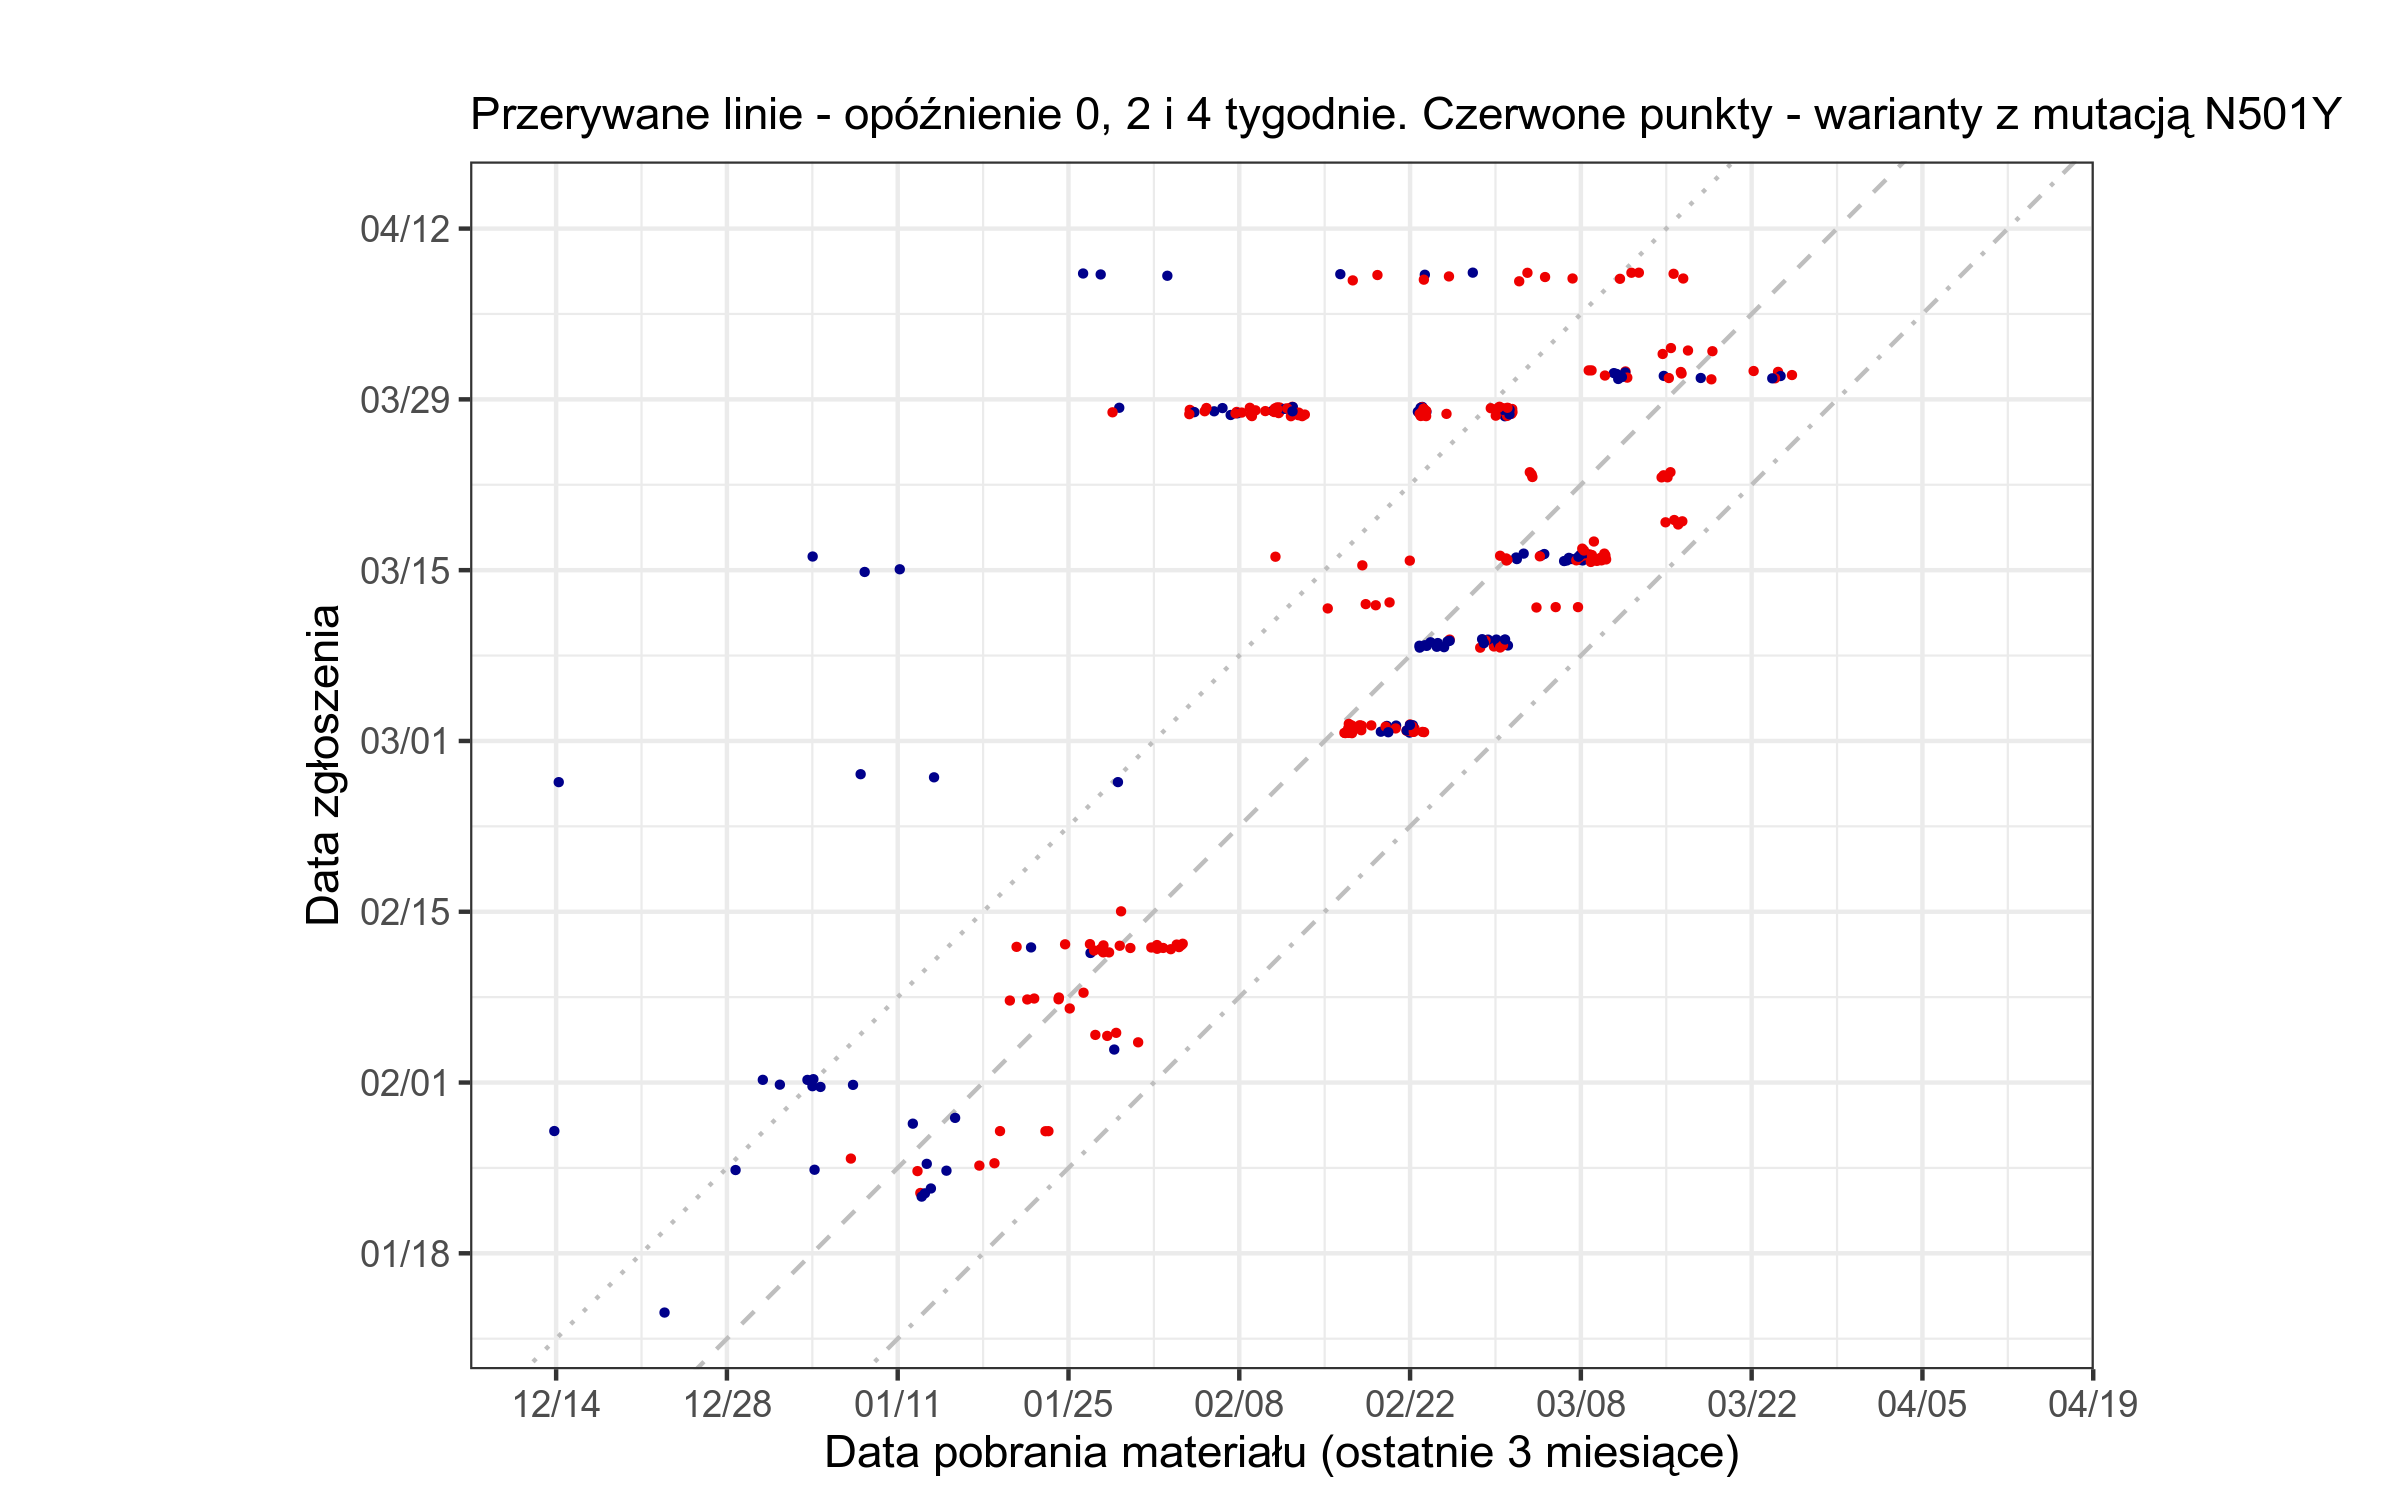 Przerywane linie - opóźnienie 0, 2 i 4 tygodnie. Czerwone punkty - warianty z mutacją N501Y
Data zgłoszenia
04/12
03/29
03/15
03/01
02/15
02/01
01/18
12/14 12/28 01/11 01/25 02/08 02/22 03/08 03/22 04/05 04/19
Data pobrania materiału (ostatnie 3 miesiące)